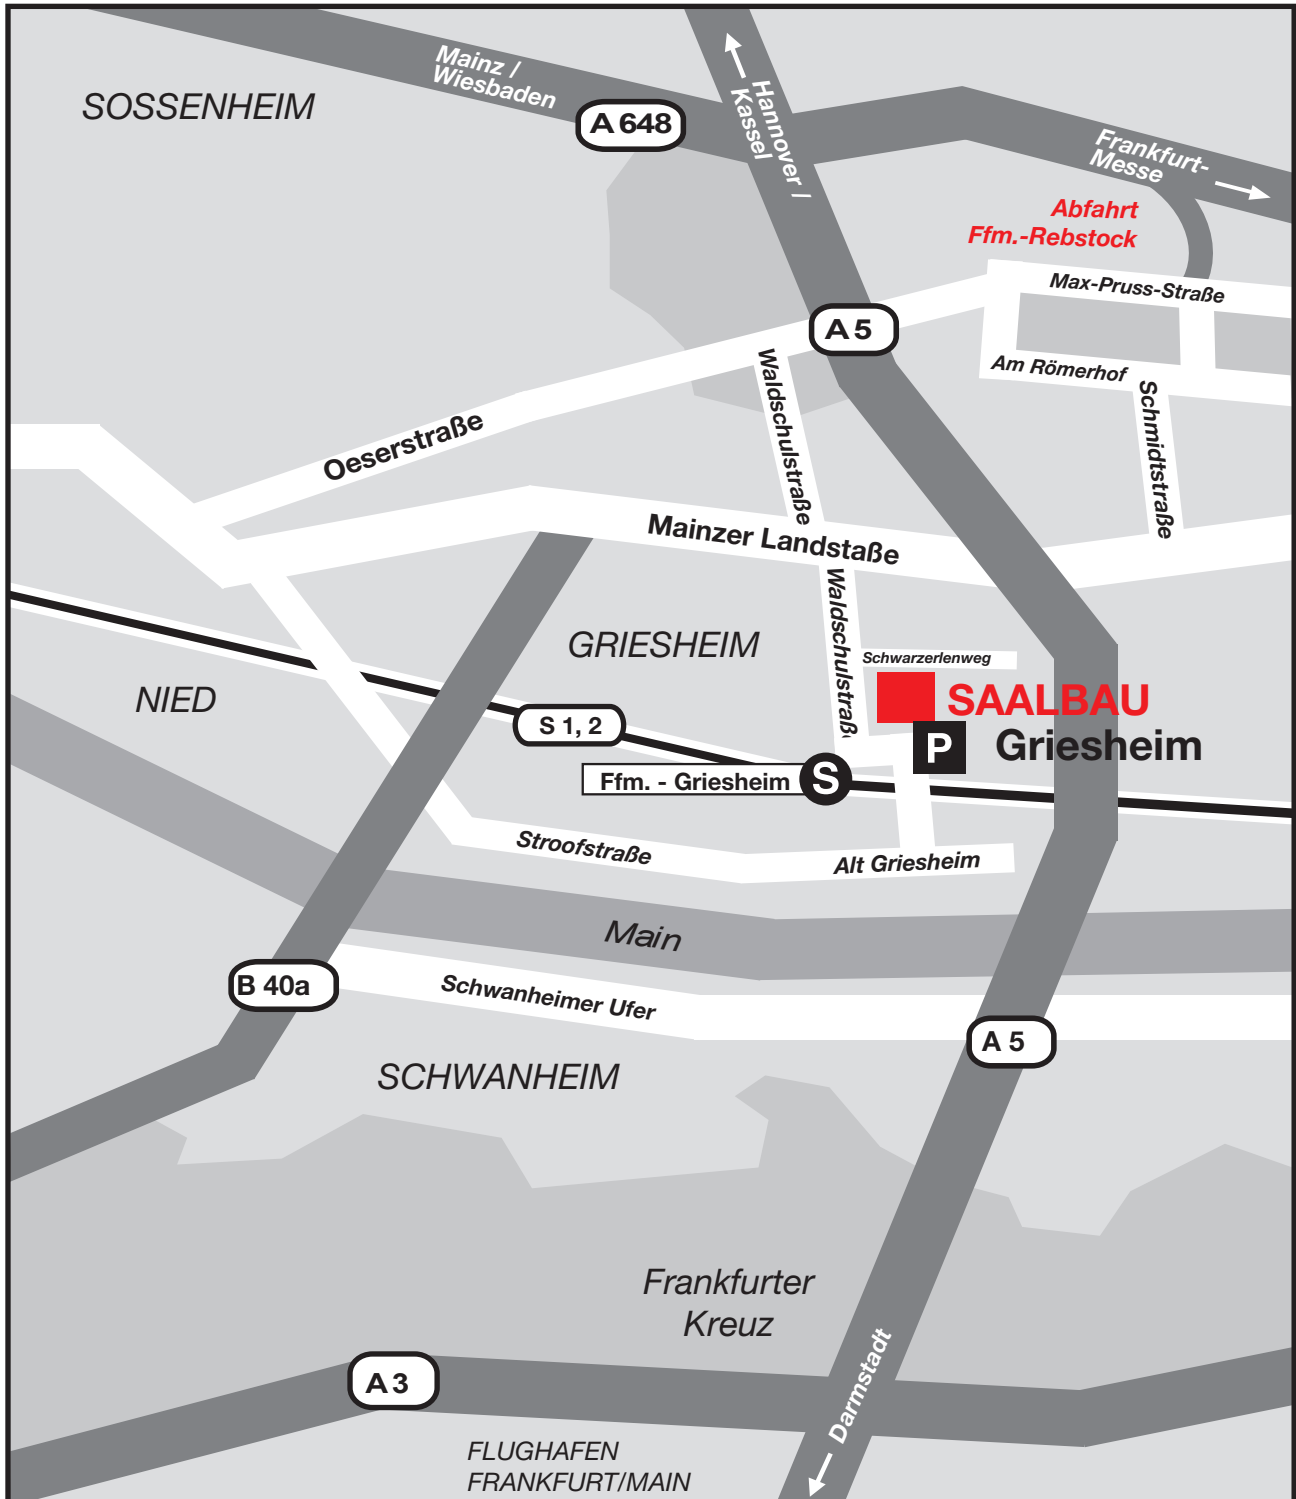 Mainz /
Wiesbaden
SOSSENHEIM
A 648
Hannover /
Kassel
Frankfurt-
Messe
Abfahrt
Ffm.-Rebstock
Max-Pruss-Straße
A 5
Am Römerhof
Waldschulstraße
Schmidtstraße
Oeserstraße
Mainzer Landstaße
Waldschulstraße
GRIESHEIM
Schwarzerlenweg
NIED
SAALBAU
S 1, 2
P
Griesheim
Ffm. - Griesheim
S
Stroofstraße
Alt Griesheim
Main
B 40a
Schwanheimer Ufer
A 5
SCHWANHEIM
Frankfurter
Kreuz
A 3
Darmstadt
FLUGHAFEN
FRANKFURT/MAIN